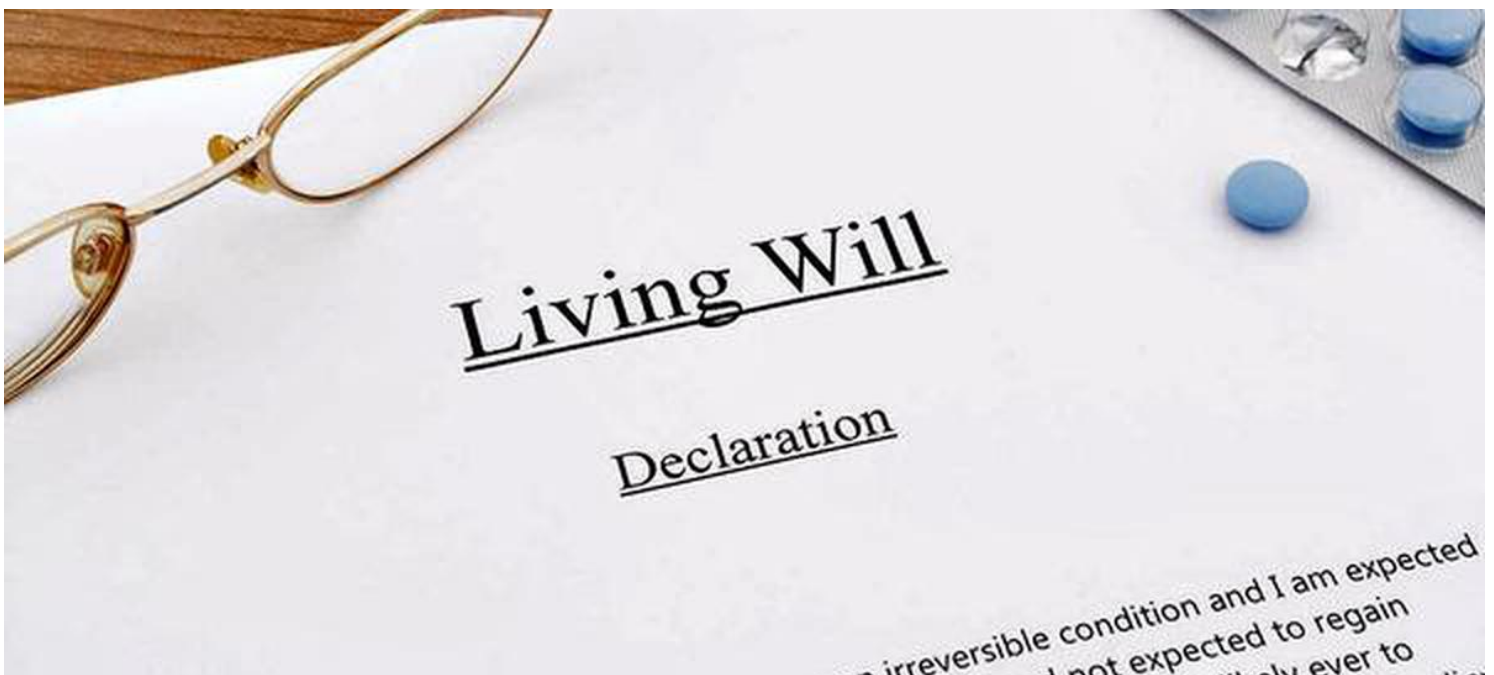 Living Will
Declaration
irreversible condition and I am expected
not expected to regain
ever to